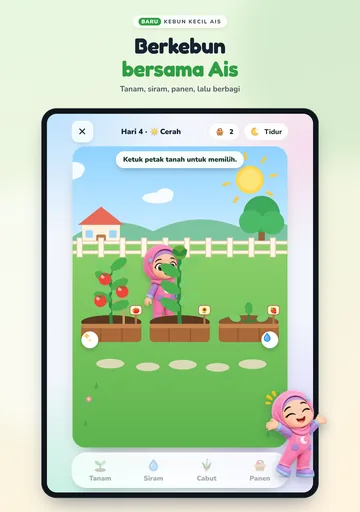 BARU KEBUN KECIL AIS
Berkebun
bersama Ais
Tanam, siram, panen, lalu berbagi
Hari 4 · Cerah
2
Tidur
Ketuk petak tanah untuk memilih.
Tanam
Siram
Cabut
Panen